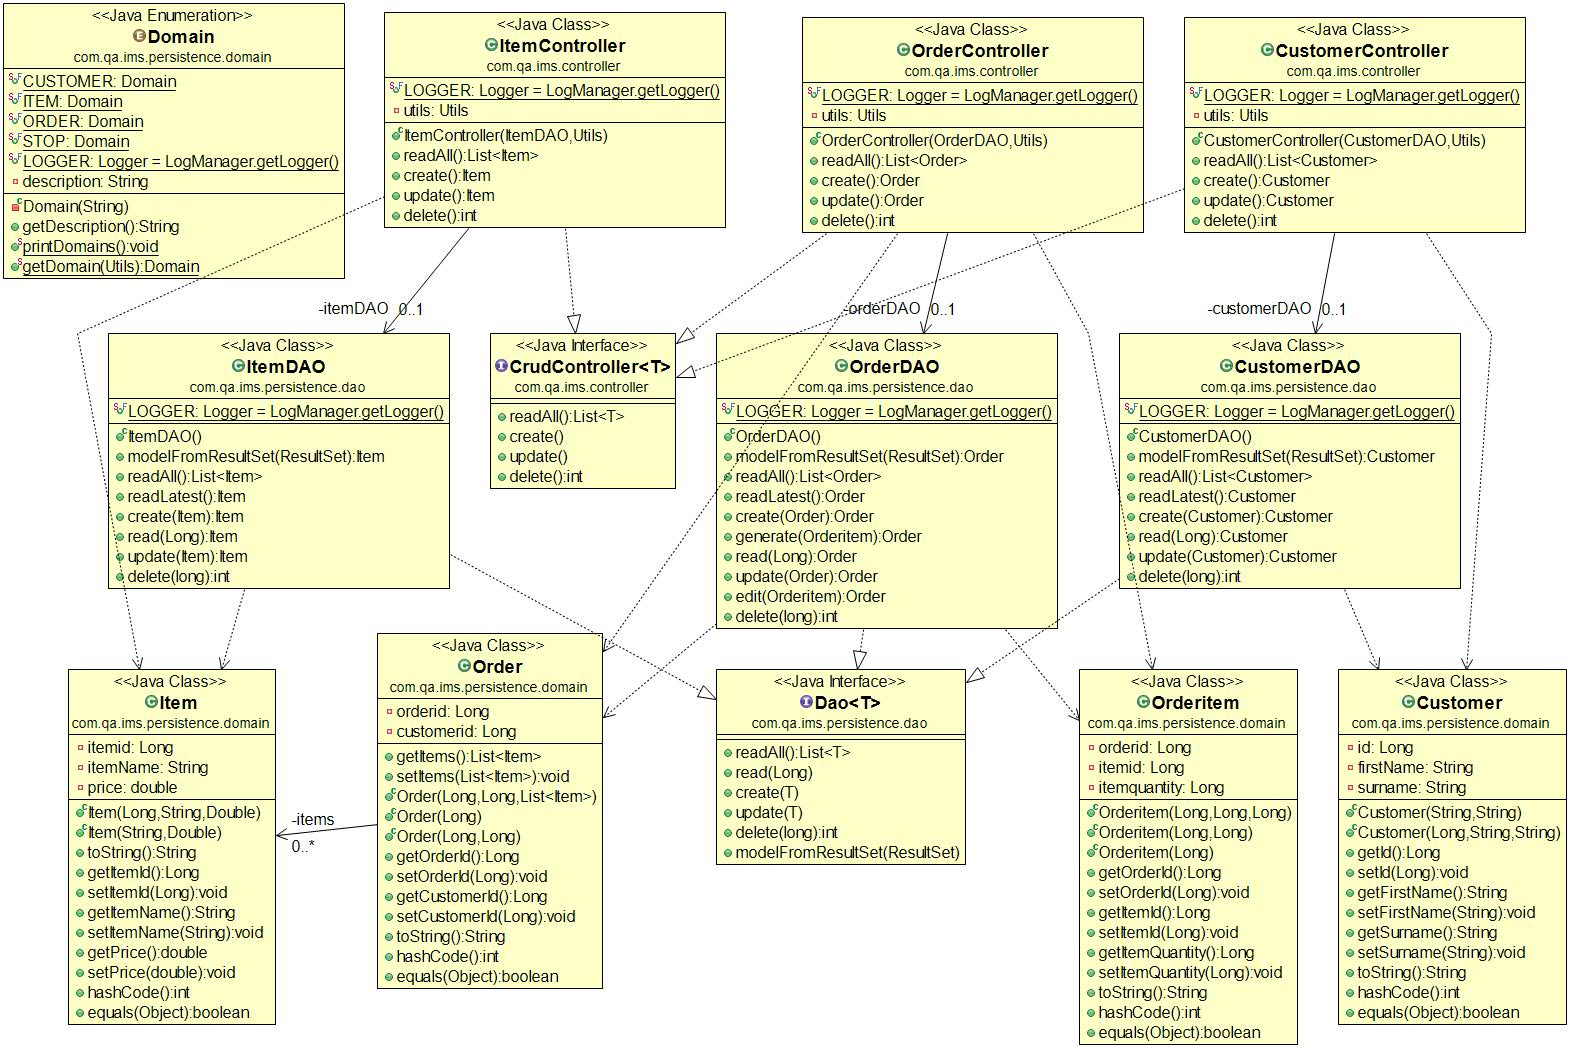 <<Java Enumeration>>
Domain
com.qa.ims.persistence.domain
CUSTOMER: Domain
ITEM: Domain
ORDER: Domain
STOP: Domain
LOGGER: Logger = LogManager.getLogger()
description: String
Domain(String)
getDescription():String
printDomains():void
getDomain(Utils):Domain
<<Java Class>>
ItemController
com.qa.ims.controller
LOGGER: Logger = LogManager.getLogger()
utils: Utils
ItemController(ItemDAO,Utils)
readAll():List<Item>
create():Item
update():Item
delete():int
<<Java Class>>
OrderController
com.qa.ims.controller
LOGGER: Logger = LogManager.getLogger()
utils: Utils
OrderController(OrderDAO,Utils)
readAll():List<Order>
create():Order
update():Order
delete():int
<<Java Class>>
CustomerController
com.qa.ims.controller
LOGGER: Logger = LogManager.getLogger()
utils: Utils
CustomerController(CustomerDAO,Utils)
readAll():List<Customer>
create():Customer
update():Customer
delete():int
-itemDAO 0..1
-orderDAO 0..1
-customerDAO 0..1
<<Java Class>>
ItemDAO
com.qa.ims.persistence.dao
LOGGER: Logger = LogManager.getLogger()
ItemDAO()
modelFromResultSet(ResultSet):Item
readAll():List<Item>
readLatest():Item
create(Item):Item
read(Long):Item
update(Item):Item
delete(long):int
<<Java Interface>>
CrudController<T>
com.qa.ims.controller
readAll():List<T>
create()
update()
delete():int
<<Java Class>>
OrderDAO
com.qa.ims.persistence.dao
LOGGER: Logger = LogManager.getLogger()
OrderDAO()
modelFromResultSet(ResultSet):Order
readAll():List<Order>
readLatest():Order
create(Order):Order
generate(Orderitem):Order
read(Long):Order
update(Order):Order
edit(Orderitem):Order
delete(long):int
<<Java Class>>
CustomerDAO
com.qa.ims.persistence.dao
LOGGER: Logger = LogManager.getLogger()
CustomerDAO()
modelFromResultSet(ResultSet):Customer
readAll():List<Customer>
readLatest():Customer
create(Customer):Customer
read(Long):Customer
update(Customer):Customer
delete(long):int
<<Java Class>>
Item
com.qa.ims.persistence.domain
itemid: Long
itemName: String
price: double
Item(Long,String,Double)
Item(String,Double)
toString():String
getItemId():Long
setItemId(Long):void
getItemName():String
setItemName(String):void
getPrice():double
setPrice(double):void
hashCode():int
equals(Object):boolean
-items
0..*
<<Java Class>>
Order
com.qa.ims.persistence.domain
orderid: Long
customerid: Long
getItems():List<Item>
setItems(List<Item>):void
Order(Long,Long,List<Item>)
Order(Long)
Order(Long,Long)
getOrderId():Long
setOrderId(Long):void
getCustomerId():Long
setCustomerId(Long):void
toString():String
hashCode():int
equals(Object):boolean
<<Java Interface>>
Dao<T>
com.qa.ims.persistence.dao
readAll():List<T>
read(Long)
create(T)
update(T)
delete(long):int
modelFromResultSet(ResultSet)
<<Java Class>>
Orderitem
com.qa.ims.persistence.domain
orderid: Long
itemid: Long
itemquantity: Long
Orderitem(Long,Long,Long)
Orderitem(Long,Long)
Orderitem(Long)
getOrderId():Long
setOrderId(Long):void
getItemId():Long
setItemId(Long):void
getItemQuantity():Long
setItemQuantity(Long):void
toString():String
hashCode():int
equals(Object):boolean
<<Java Class>>
Customer
com.qa.ims.persistence.domain
id: Long
firstName: String
surname: String
Customer(String,String)
Customer(Long,String,String)
getId():Long
setId(Long):void
getFirstName():String
setFirstName(String):void
getSurname():String
setSurname(String):void
toString():String
hashCode():int
equals(Object):boolean